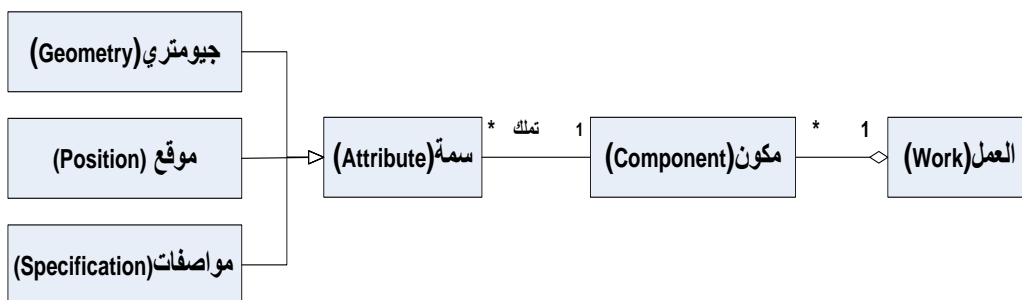 جيومتري(Geometry)
موقع (Position)
مواصفات(Specification)
سمة(Attribute)
* تملك 1
مكون(Component)
* 1
العمل(Work)